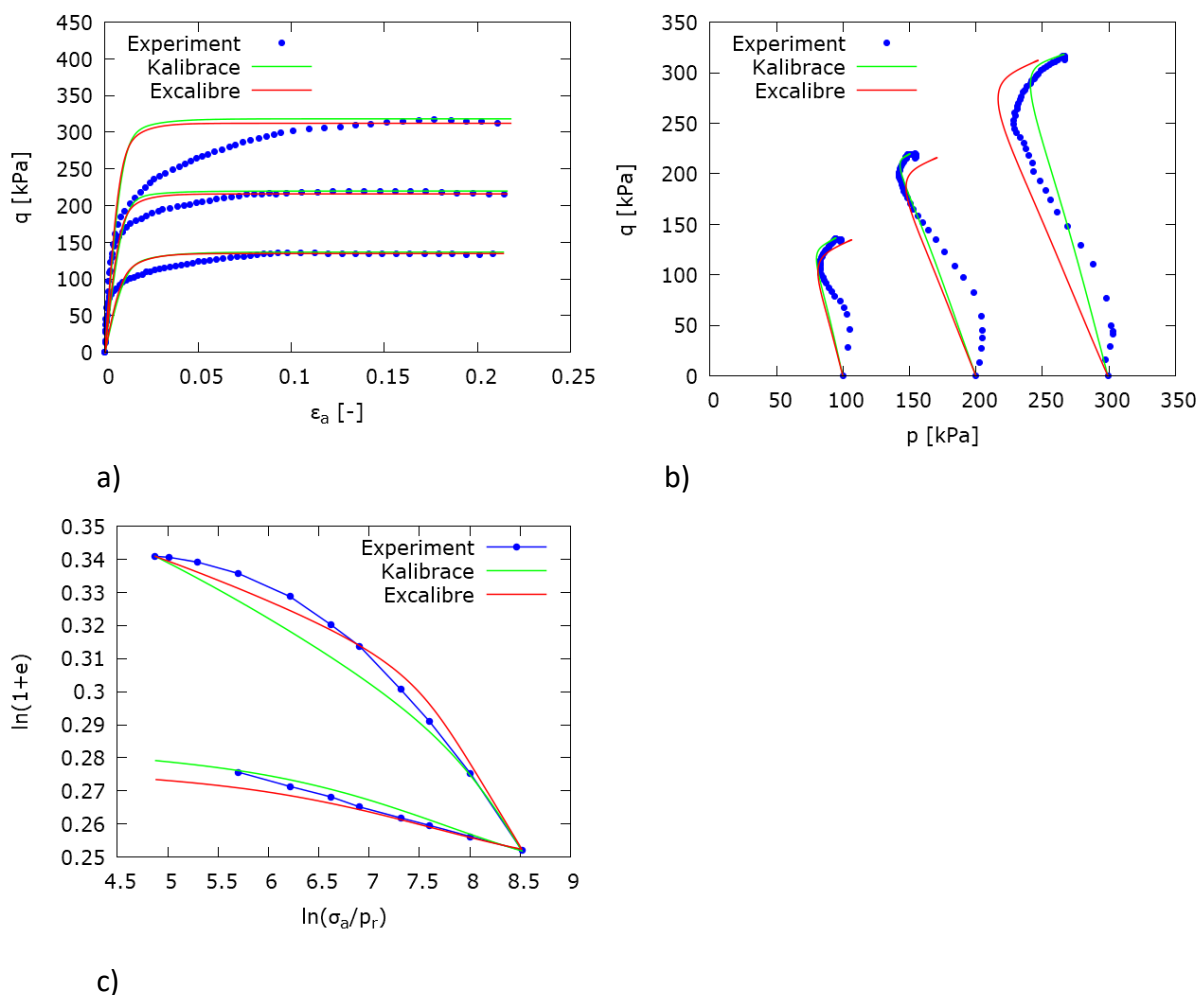 450
400
350
300
250
200
150
100
50
0
q [kPa]
Experiment
Kalibrace
Excalibre
0 0.05 0.1 0.15 0.2 0.25
εa [-]
a)
350
300
250
200
150
100
50
0
q [kPa]
Experiment
Kalibrace
Excalibre
0 50 100 150 200 250 300 350
p [kPa]
b)
0.35
0.34
0.33
0.32
0.31
0.3
0.29
0.28
0.27
0.26
0.25
ln(1+e)
Experiment
Kalibrace
Excalibre
4.5 5 5.5 6 6.5 7 7.5 8 8.5 9
ln(σa/pr)
c)